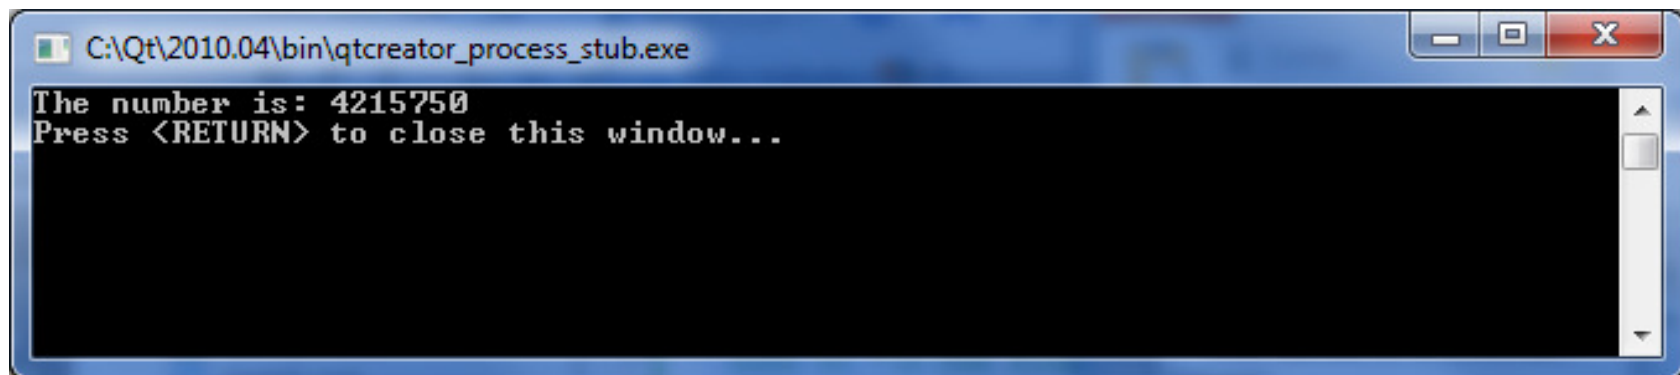 C:\Qt\2010.04\bin\qtcreator_process_stub.exe
The number is: 4215750
Press <RETURN> to close this window...